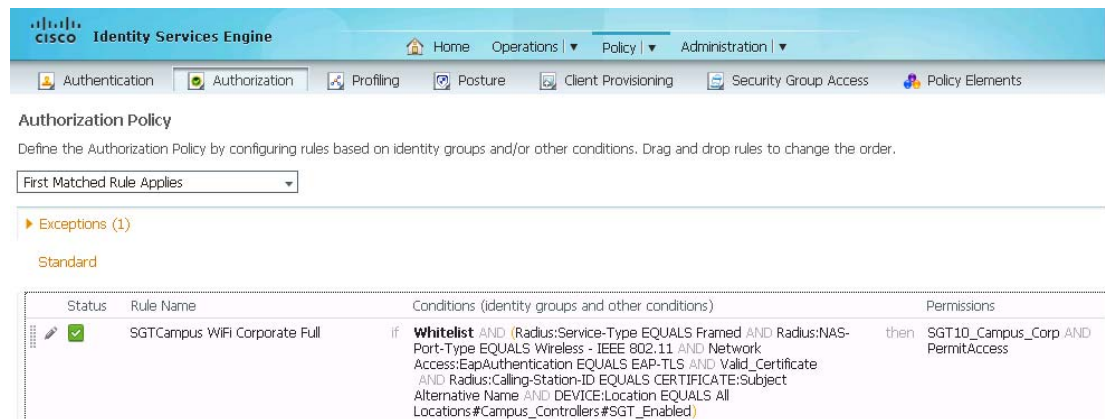 CISCO Identity Services Engine
Home Operations | ▼ Policy | ▼ Administration | ▼
Authentication Authorization Profiling Posture Client Provisioning Security Group Access Policy Elements
Authorization Policy
Define the Authorization Policy by configuring rules based on identity groups and/or other conditions. Drag and drop rules to change the order.
First Matched Rule Applies
Exceptions (1)
Standard
Status Rule Name Conditions (identity groups and other conditions) Permissions
SGTCampus WiFi Corporate Full if Whitelist AND (Radius:Service-Type EQUALS Framed AND Radius:NAS- then SGT10_Campus_Corp AND
Port-Type EQUALS Wireless - IEEE 802.11 AND Network PermitAccess
Access:EapAuthentication EQUALS EAP-TLS AND Valid_Certificate
AND Radius:Calling-Station-ID EQUALS CERTIFICATE:Subject
Alternative Name AND DEVICE:Location EQUALS All
Locations#Campus_Controllers#SGT_Enabled)